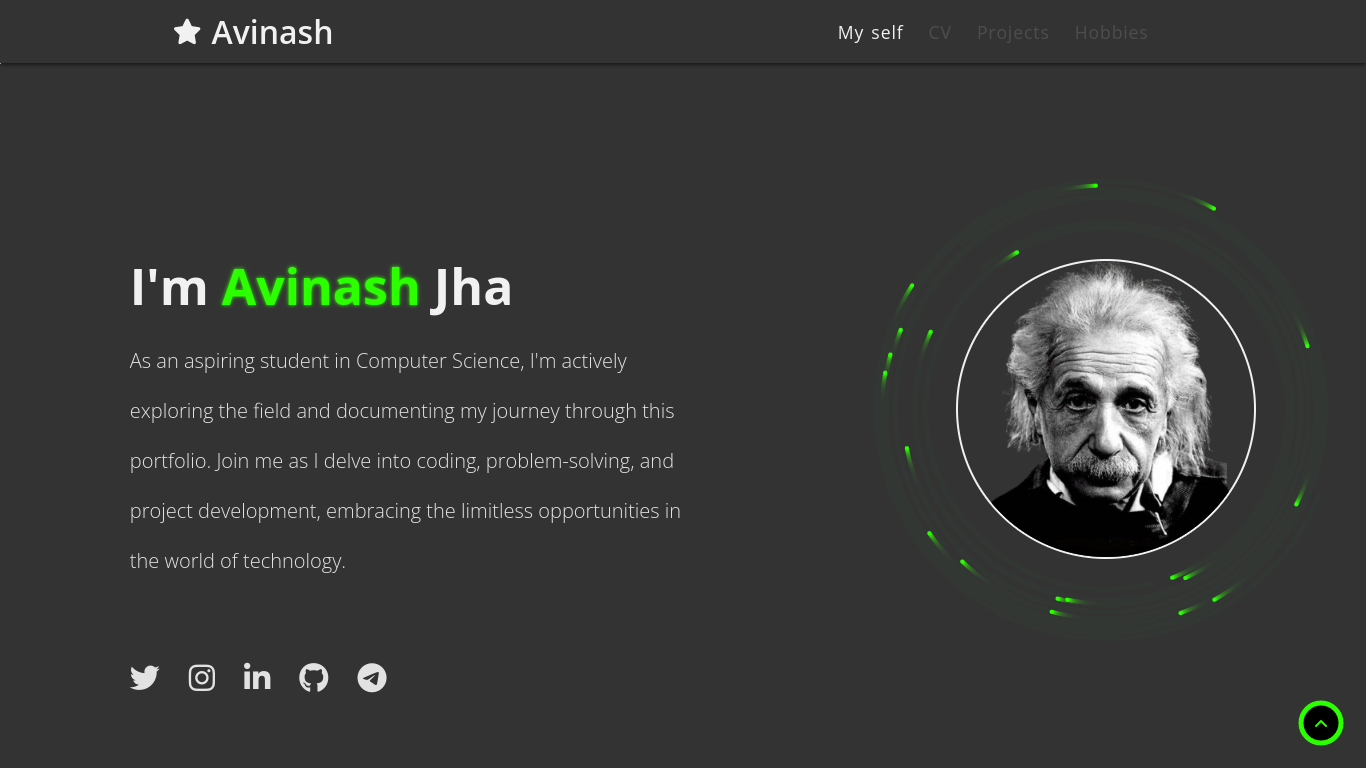 Avinash
My self CV Projects Hobbies
I'm Avinash Jha
As an aspiring student in Computer Science, I'm actively
exploring the field and documenting my journey through this
portfolio. Join me as I delve into coding, problem-solving, and
project development, embracing the limitless opportunities in
the world of technology.